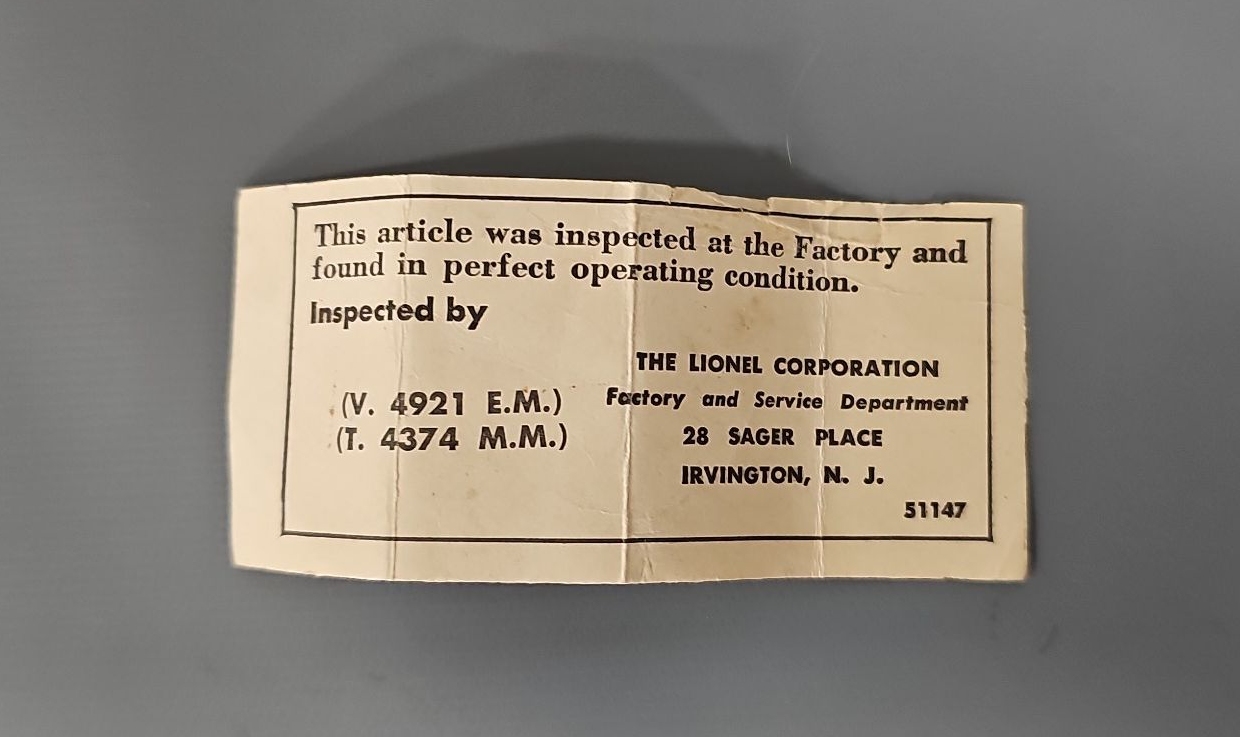 This article was inspected at the Factory and
found in perfect operating condition.
Inspected by
(V. 4921 E.M.)
(T. 4374 M.M.)
THE LIONEL CORPORATION
Factory and Service Department
28 SAGER PLACE
IRVINGTON, N. J.
51147